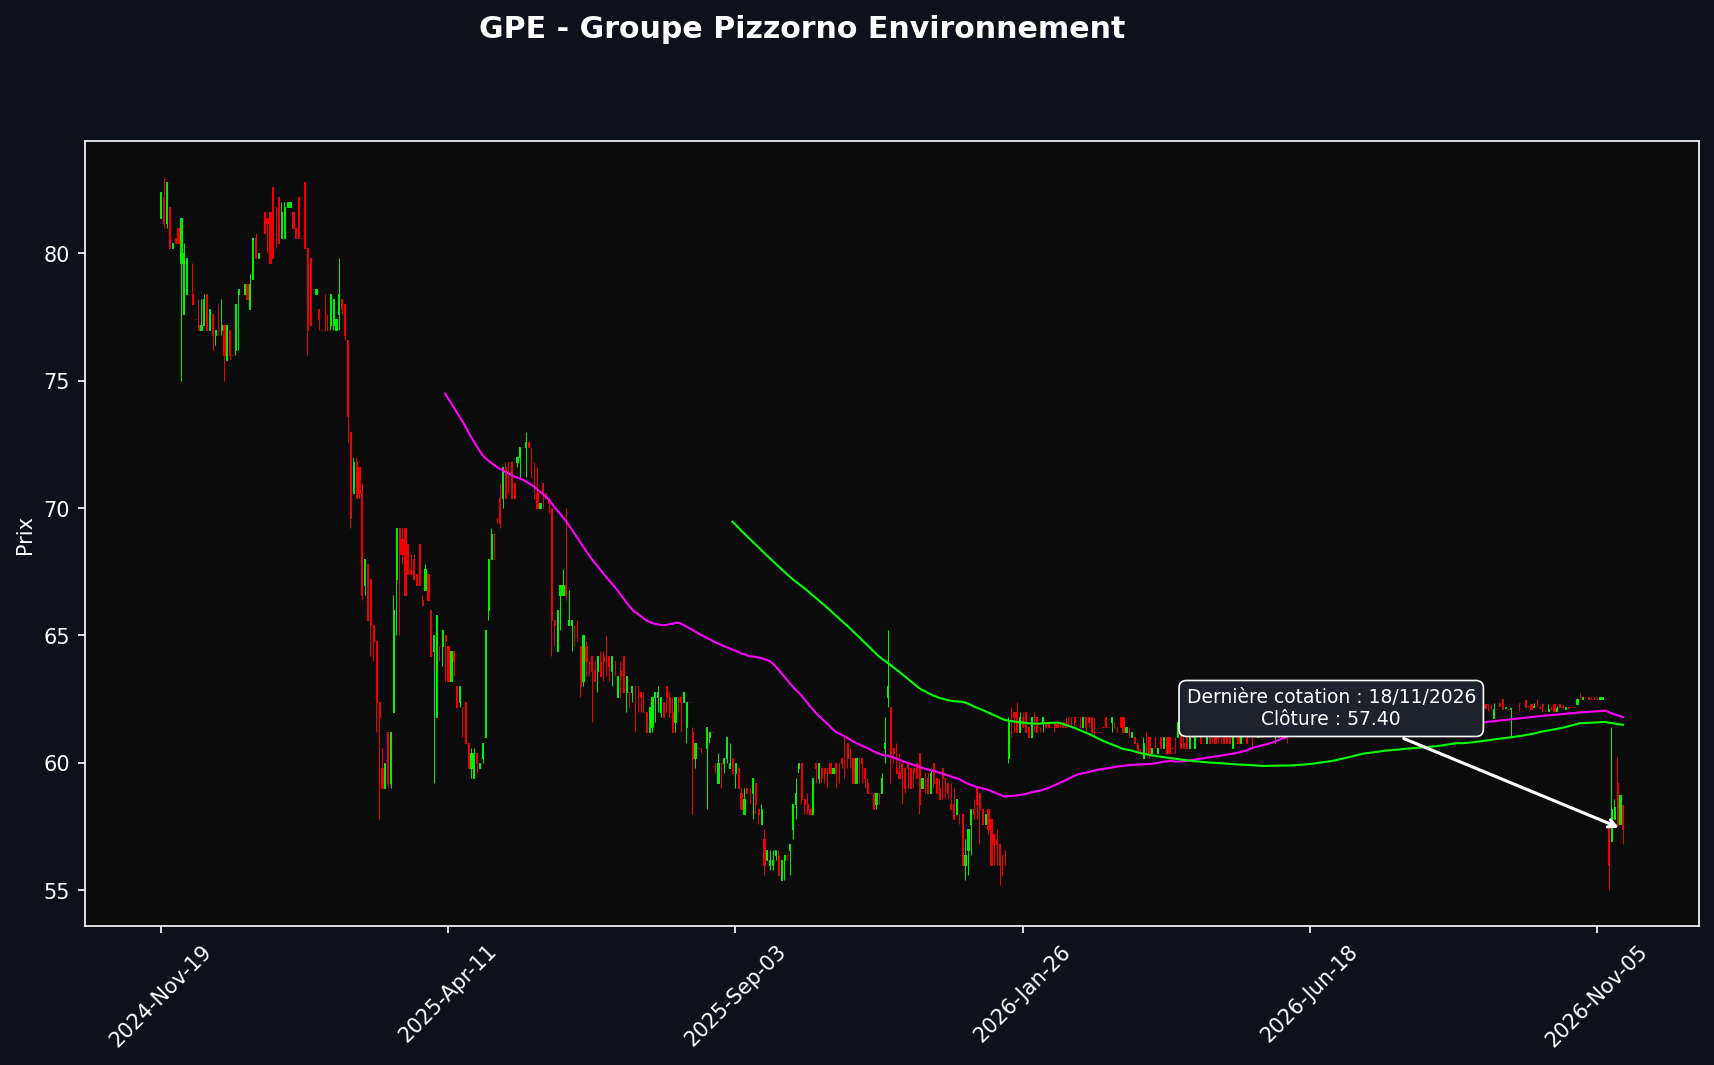 GPE - Groupe Pizzorno Environnement
Prix
80
75
70
65
60
55
Dernière cotation : 18/11/2026
Clôture : 57.40
2024-Nov-19
2025-Apr-11
2025-Sep-03
2026-Jan-26
2026-Jun-18
2026-Nov-05